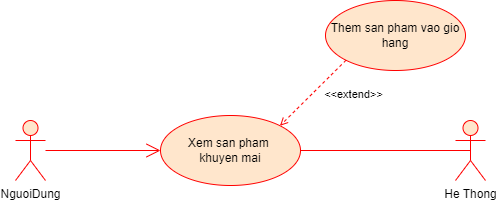 Them san pham vao gio
hang
<<extend>>
Xem san pham
khuyen mai
NguoiDung
He Thong